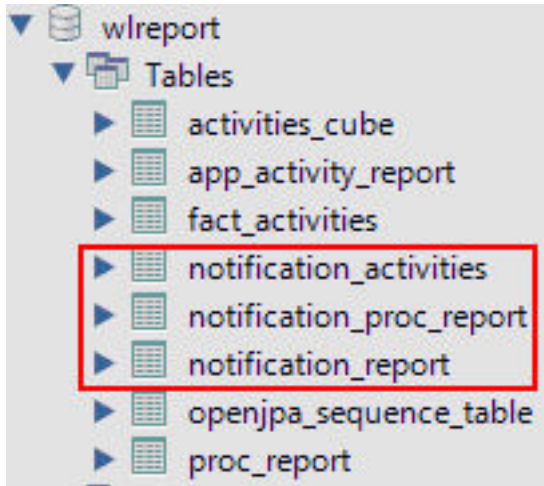 wlreport
Tables
activities_cube
app_activity_report
fact_activities
notification_activities
notification_proc_report
notification_report
openjpa_sequence_table
proc_report